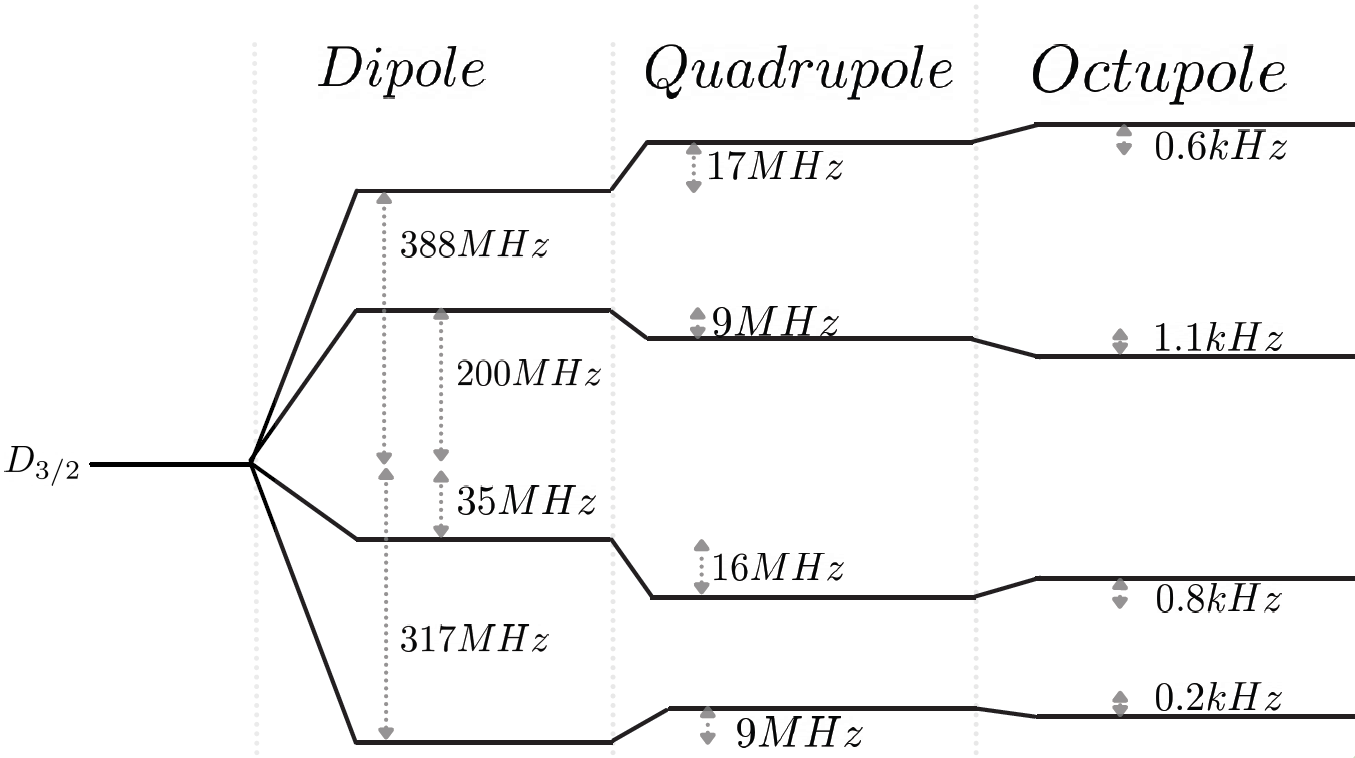 Dipole
Quadrupole
Octupole
0.6kHz
17MHz
388MHz
9MHz
1.1kHz
200MHz
D3/2
35MHz
16MHz
0.8kHz
317MHz
0.2kHz
9MHz